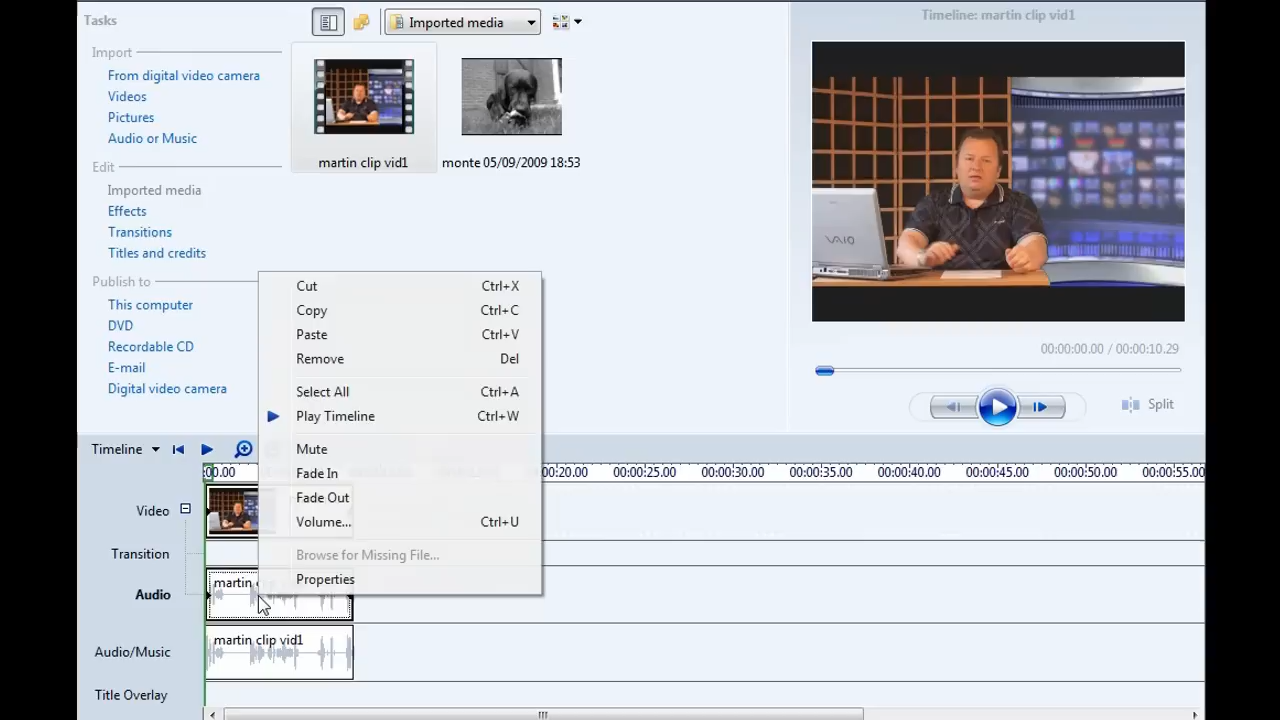 Tasks
Imported media
Timeline: martin clip vid1
Import
From digital video camera
Videos
Pictures
Audio or Music
martin clip vid1
monte 05/09/2009 18:53
Edit
Imported media
Effects
Transitions
Titles and credits
VAIO
Publish to
This computer
DVD
Recordable CD
E-mail
Digital video camera
Cut Ctrl+X
Copy Ctrl+C
Paste Ctrl+V
Remove Del
Select All Ctrl+A
Play Timeline Ctrl+W
Mute
Fade In
Fade Out
Volume... Ctrl+U
Browse for Missing File...
Properties
00:00:00.00 / 00:00:10.29
Split
Timeline
:00.00 00:00:25.00 00:00:30.00 00:00:35.00 00:00:40.00 00:00:45.00 00:00:50.00 00:00:55.00
Video
Transition
Audio
martin
Audio/Music
martin clip vid1
Title Overlay